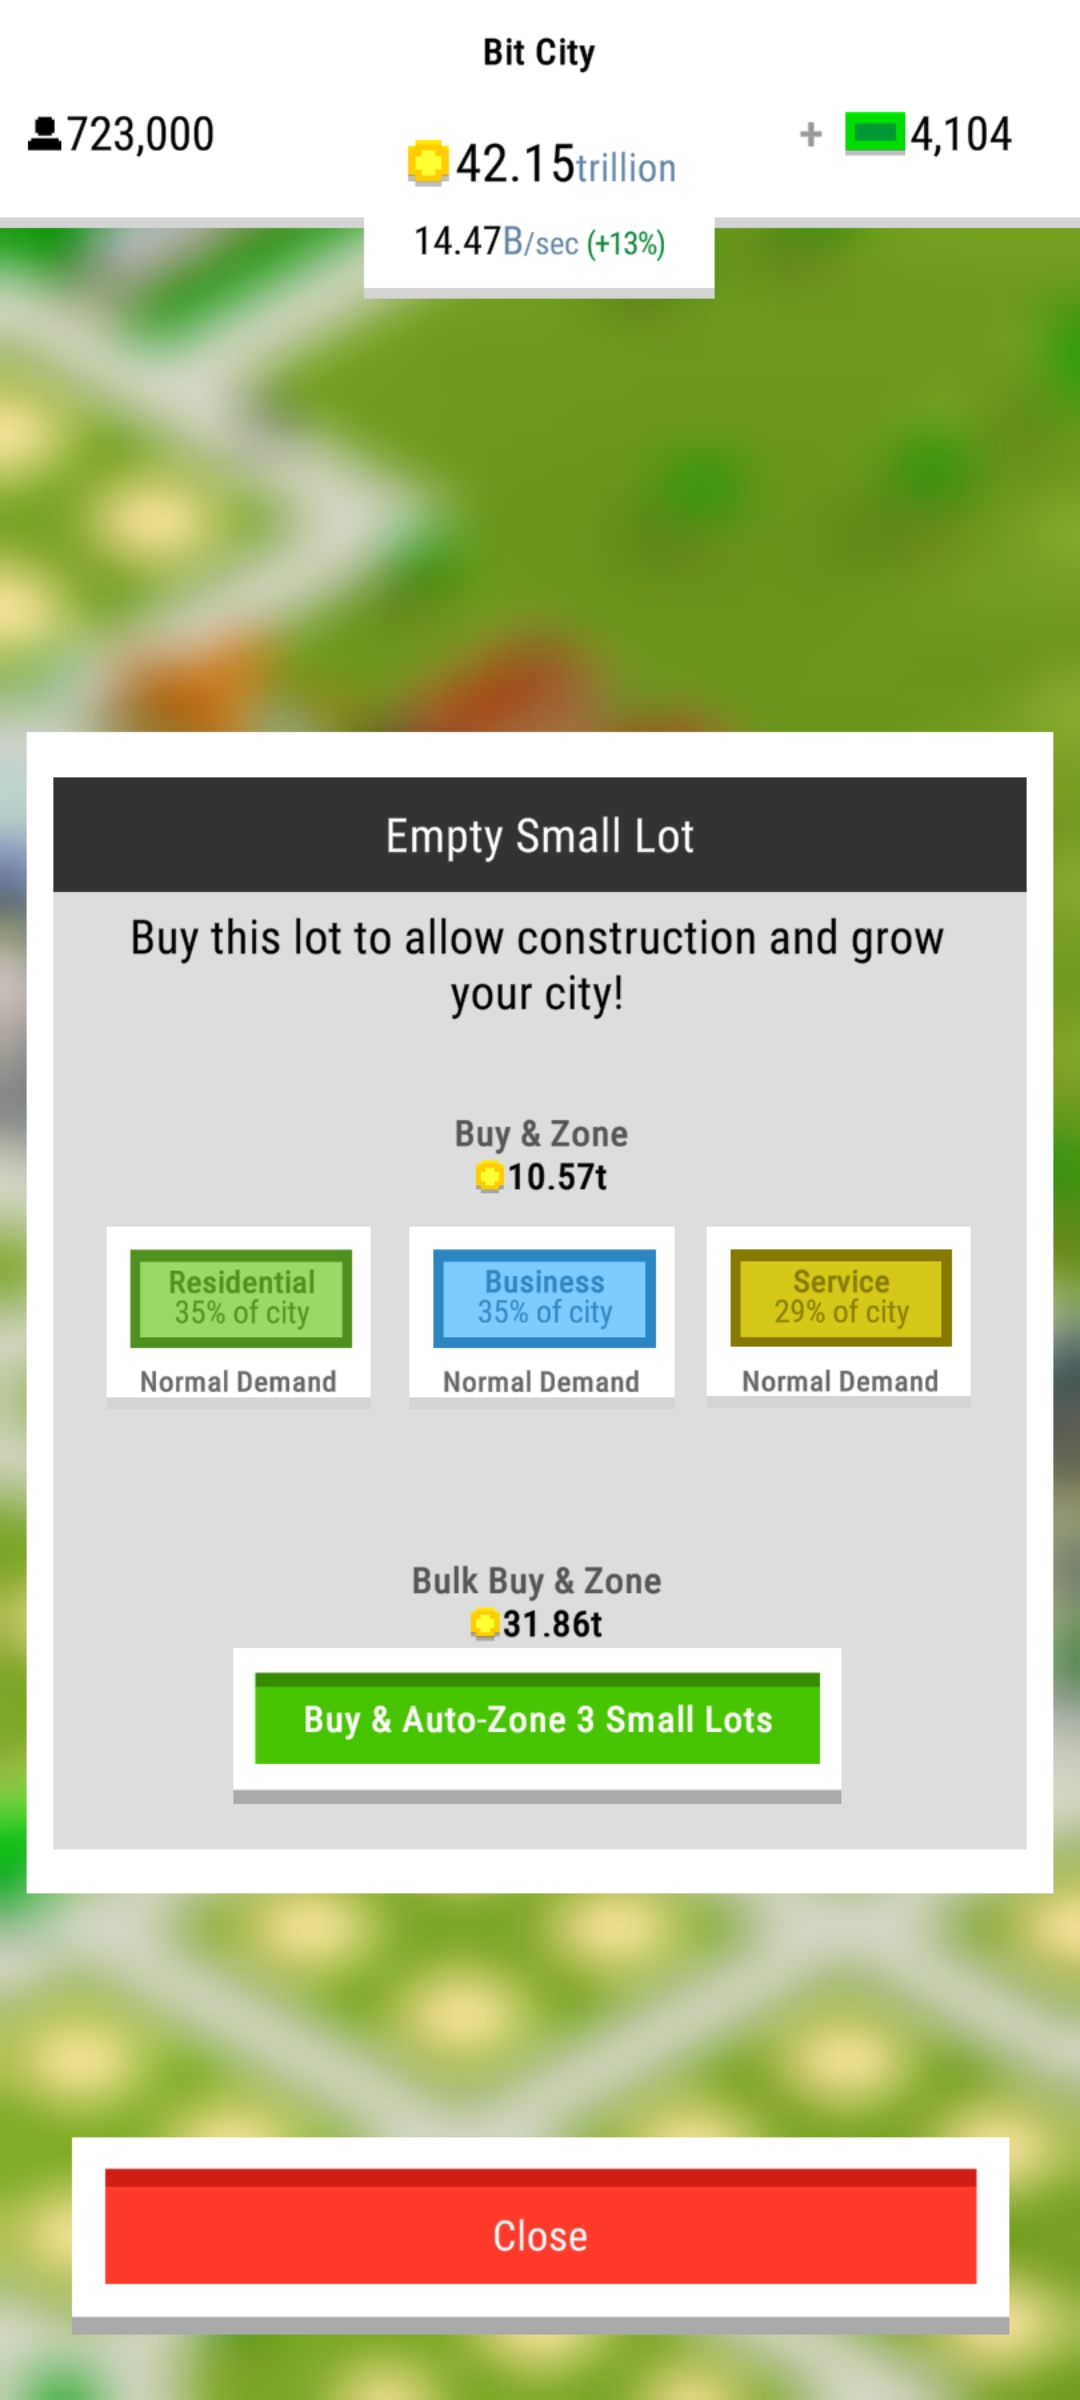 Bit City
723,000
42.15trillion
+ 4,104
14.47B/sec (+13%)
Empty Small Lot
Buy this lot to allow construction and grow
your city!
Buy & Zone
10.57t
Residential
35% of city
Normal Demand
Business
35% of city
Normal Demand
Service
29% of city
Normal Demand
Bulk Buy & Zone
31.86t
Buy & Auto-Zone 3 Small Lots
Close